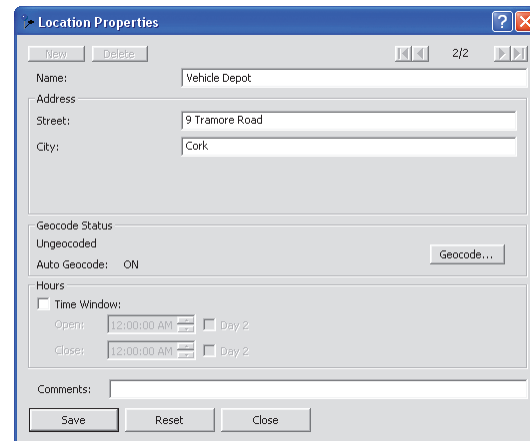 Location Properties
New Delete 2/2
Name: Vehicle Depot
Address
Street: 9 Tramore Road
City: Cork
Geocode Status
Ungeocoded
Auto Geocode: ON
Geocode...
Hours
Time Window:
Open: 12:00:00 AM Day 2
Close: 12:00:00 AM Day 2
Comments:
Save Reset Close